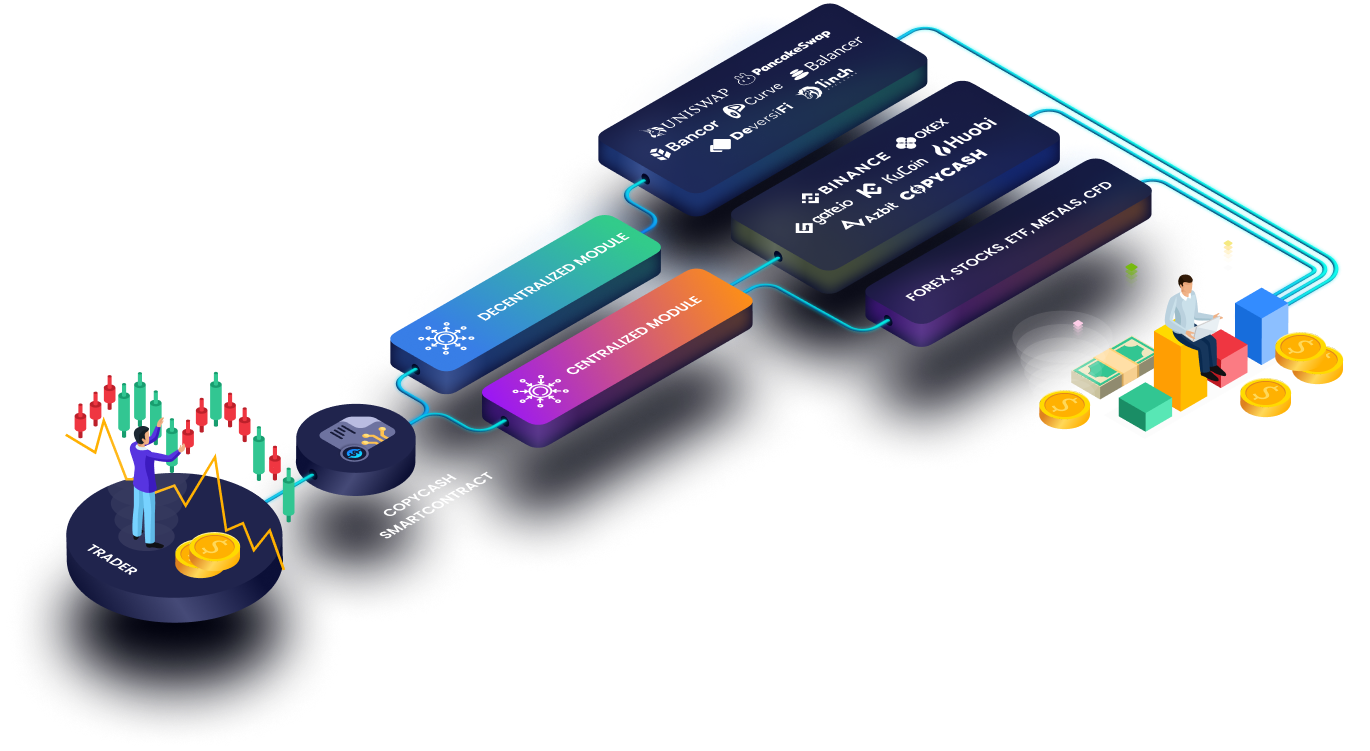 UNISWAP
PancakeSwap
Bancor
Curve
Balancer
DeversiFi
1inch
BINANCE
OKEX
gate.io
KuCoin
Huobi
Azbit
COPYCASH
FOREX, STOCKS, ETF, METALS, CFD
DECENTRALIZED MODULE
CENTRALIZED MODULE
COPYCASH
SMARTCONTRACT
TRADER